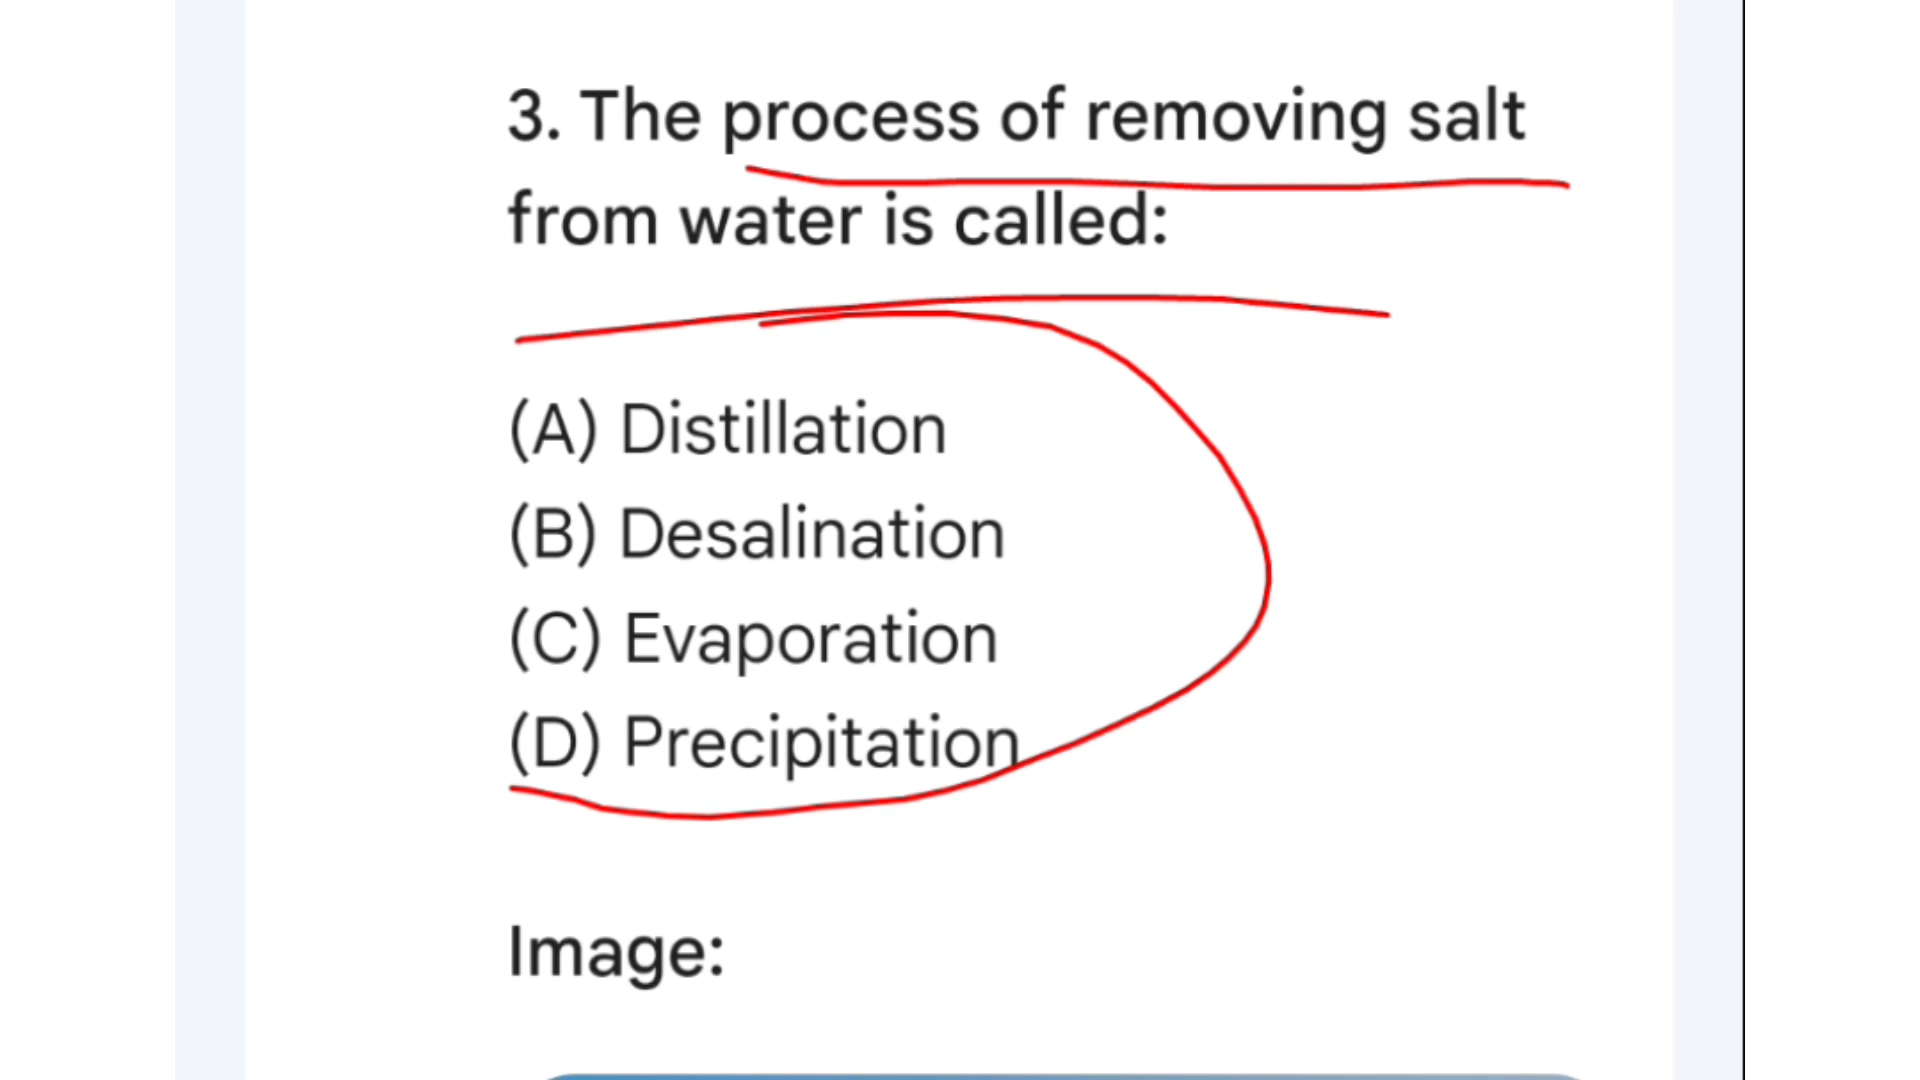 3. The process of removing salt
from water is called:
(A) Distillation
(B) Desalination
(C) Evaporation
(D) Precipitation
Image: